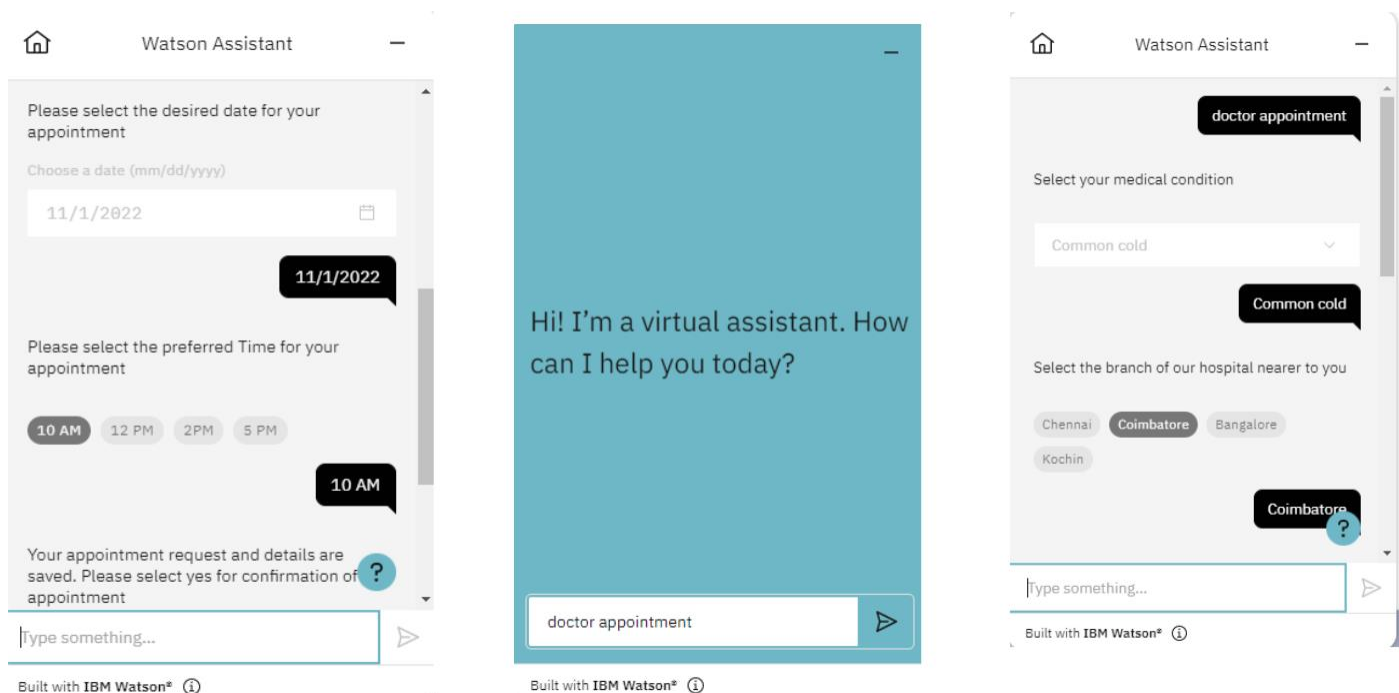 Watson Assistant
Please select the desired date for your
appointment
Choose a date (mm/dd/yyyy)
11/1/2022
11/1/2022
Please select the preferred Time for your
appointment
10 AM 12 PM 2PM 5 PM
10 AM
Your appointment request and details are
saved. Please select yes for confirmation of
appointment
?
Type something...
Built with IBM Watson®
Hi! I'm a virtual assistant. How
can I help you today?
doctor appointment
Built with IBM Watson®
Watson Assistant
doctor appointment
Select your medical condition
Common cold
Common cold
Select the branch of our hospital nearer to you
Chennai Coimbatore Bangalore
Kochin
Coimbatore
?
Type something...
Built with IBM Watson®